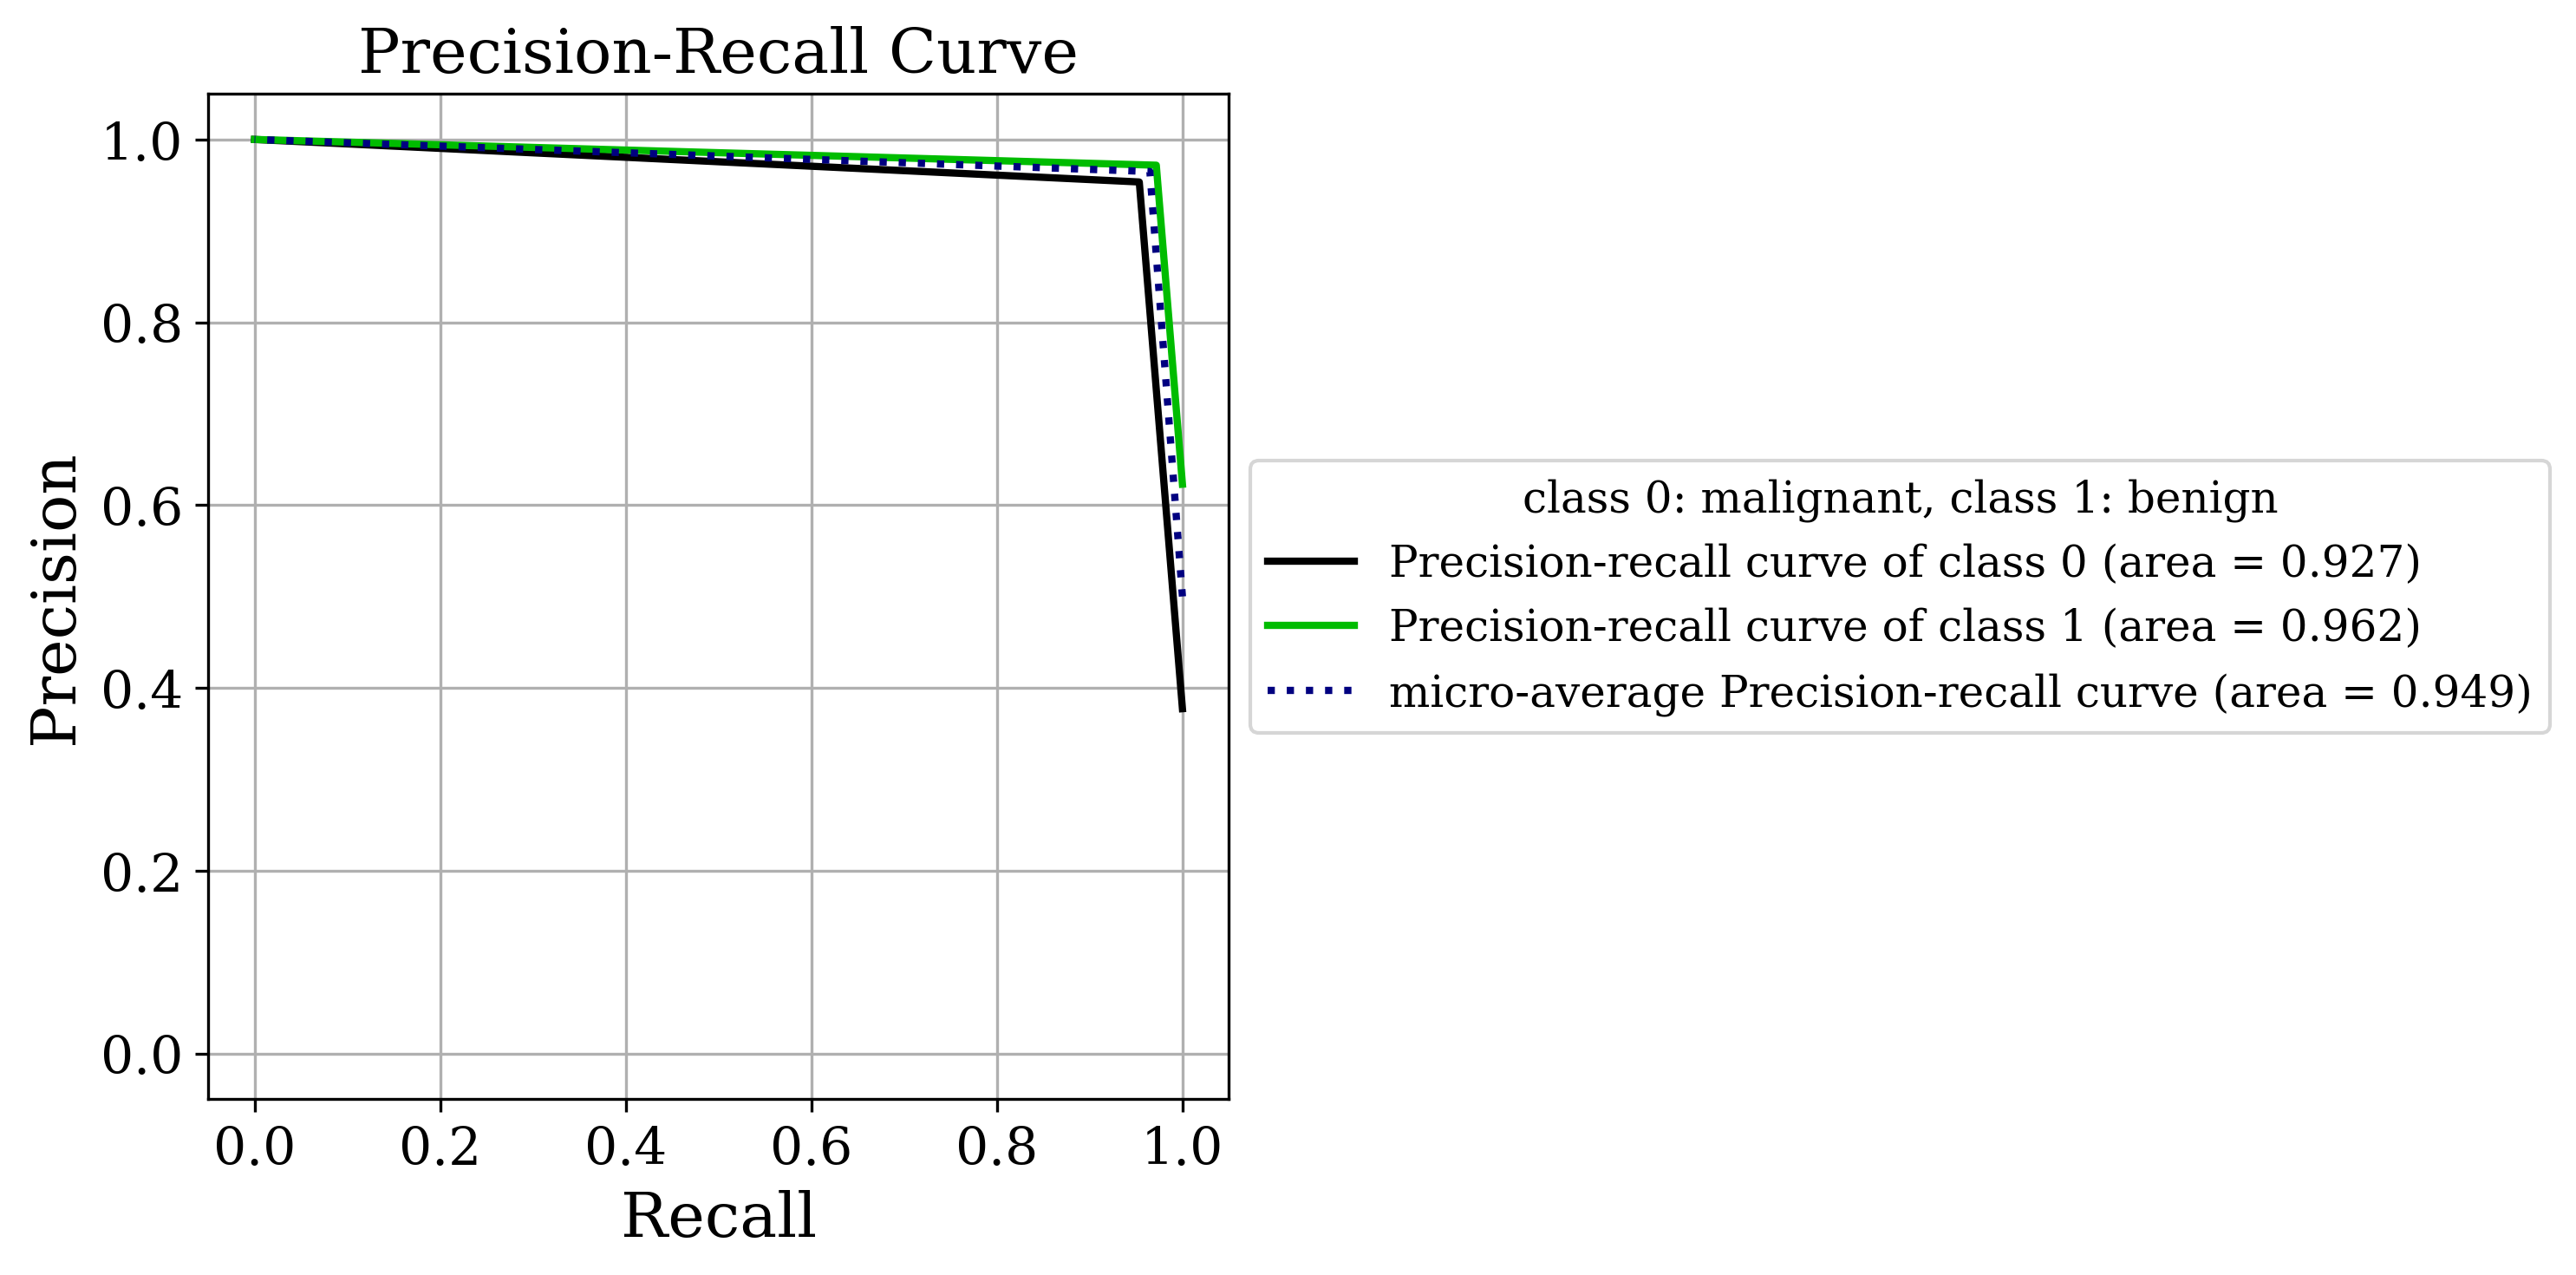 Precision-Recall Curve
Precision
1.0
0.8
0.6
0.4
0.2
0.0
0.0 0.2 0.4 0.6 0.8 1.0
Recall
class 0: malignant, class 1: benign
Precision-recall curve of class 0 (area = 0.927)
Precision-recall curve of class 1 (area = 0.962)
micro-average Precision-recall curve (area = 0.949)